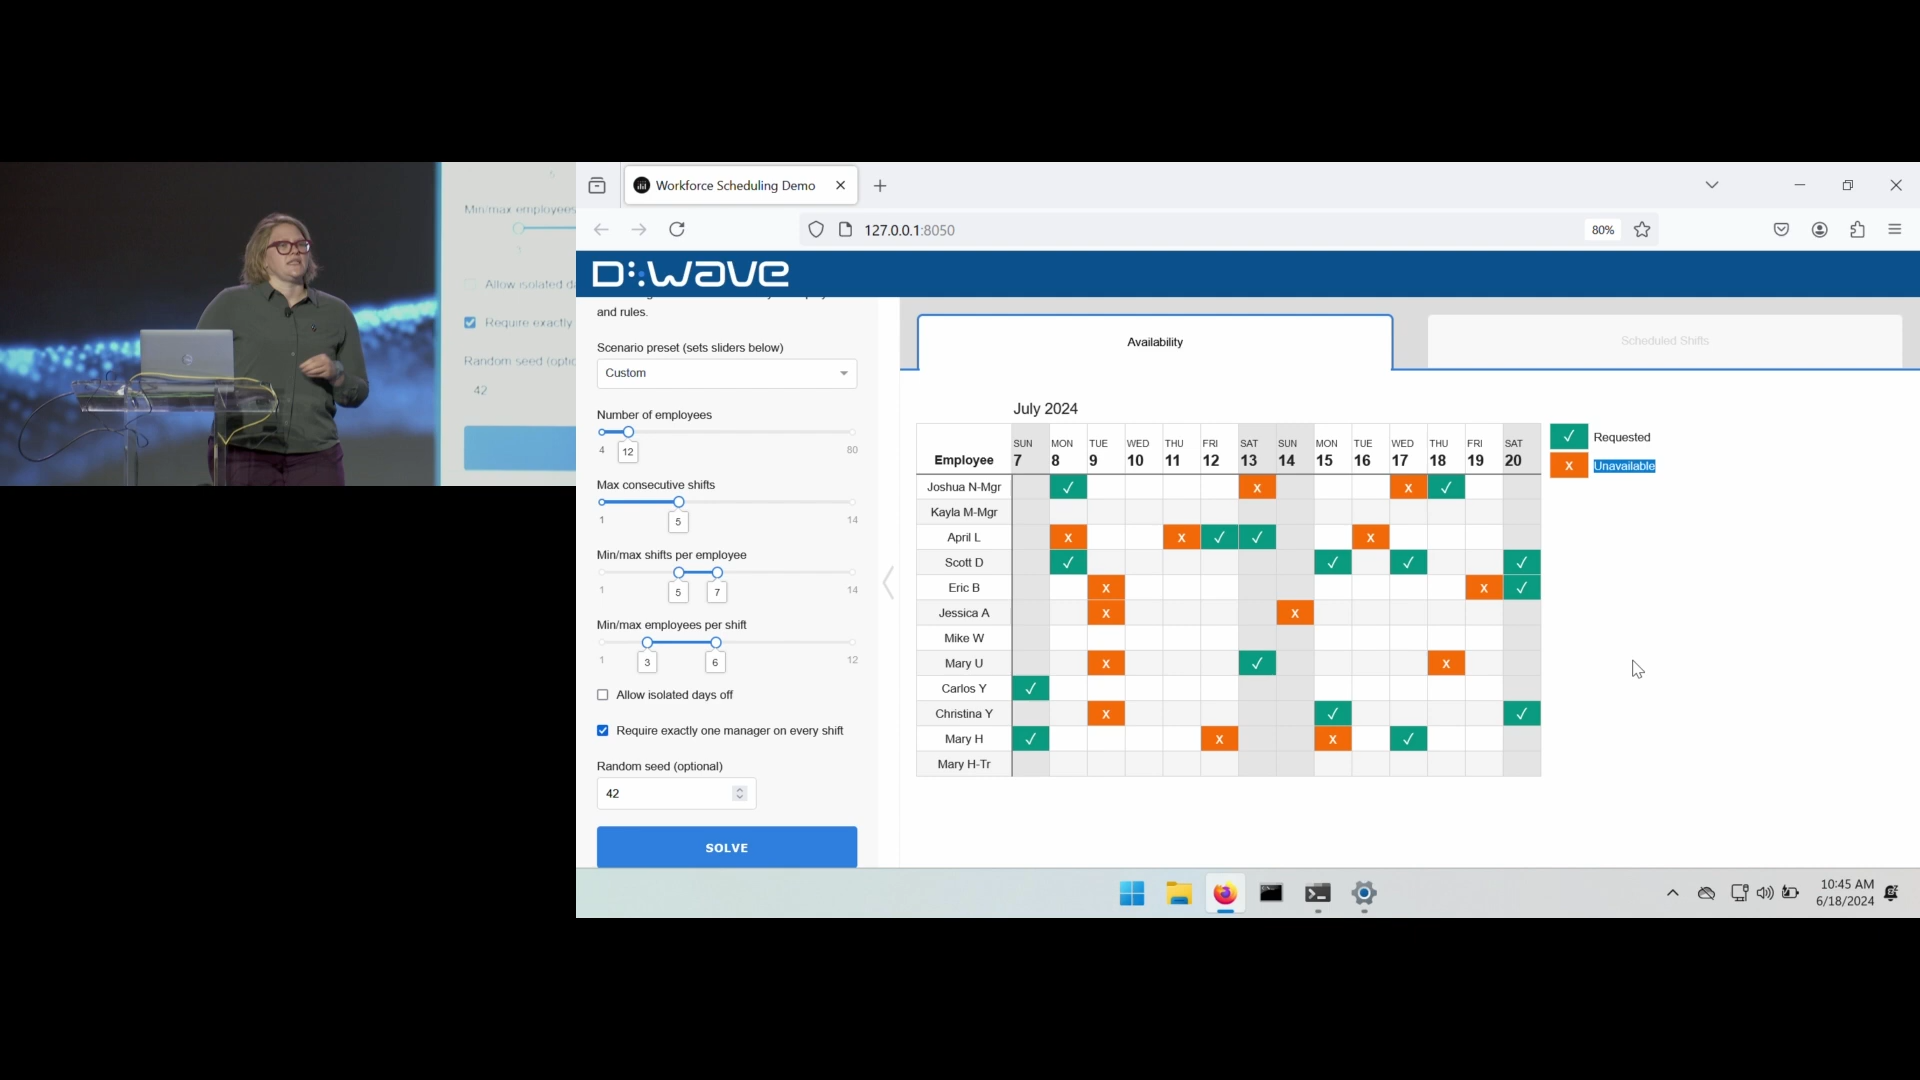 Min/max employees
Allow isolated da
Require exactly
Random seed (optio
42
Workforce Scheduling Demo
127.0.0.1:8050
80%
D:wave
and rules.
Scenario preset (sets sliders below)
Custom
Number of employees
4 12 80
Max consecutive shifts
1 5 14
Min/max shifts per employee
1 5 7 14
Min/max employees per shift
1 3 6 12
Allow isolated days off
Require exactly one manager on every shift
Random seed (optional)
42
SOLVE
Availability
Scheduled Shifts
July 2024
SUN MON TUE WED THU FRI SAT SUN MON TUE WED THU FRI SAT
Employee 7 8 9 10 11 12 13 14 15 16 17 18 19 20
Joshua N-Mgr ✓ X X ✓
Kayla M-Mgr
April L X X ✓ ✓ X
Scott D ✓ ✓ ✓ ✓
Eric B X X ✓
Jessica A X X
Mike W
Mary U X ✓ X
Carlos Y ✓
Christina Y X ✓ ✓
Mary H ✓ X X ✓
Mary H-Tr
✓ Requested
X Unavailable
10:45 AM
6/18/2024